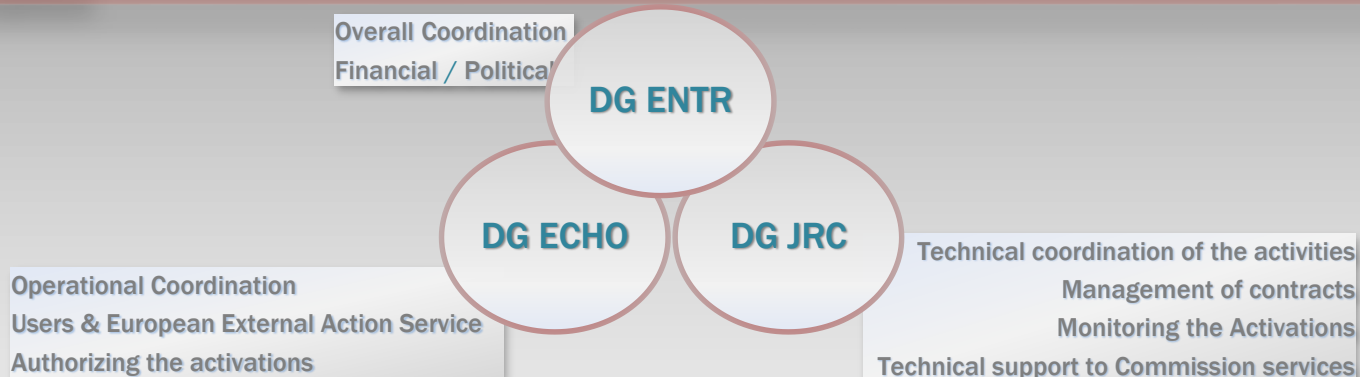 Overall Coordination
Financial / Political
DG ENTR
DG ECHO
DG JRC
Operational Coordination
Users & European External Action Service
Authorizing the activations
Technical coordination of the activities
Management of contracts
Monitoring the Activations
Technical support to Commission services